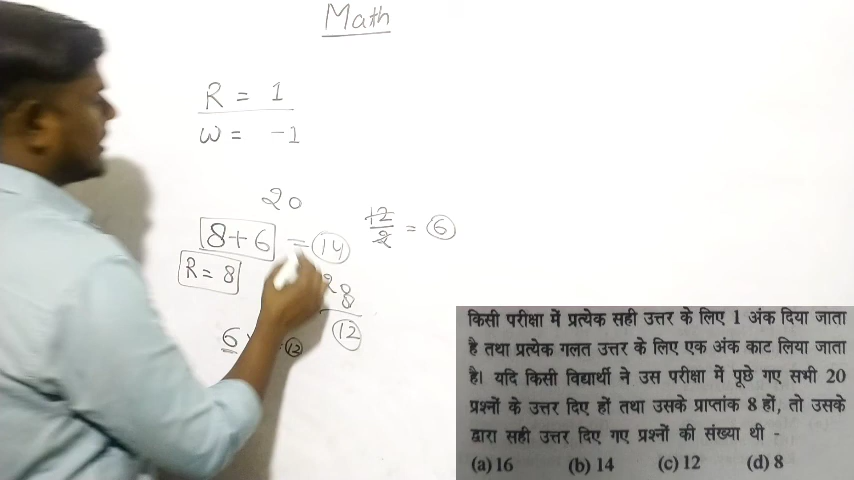 Math
R = 1
W = -1
20
8+6 = 14
12/2 = 6
R = 8
28
12
6
12
किसी परीक्षा में प्रत्येक सही उत्तर के लिए 1 अंक दिया जाता
है तथा प्रत्येक गलत उत्तर के लिए एक अंक काट लिया जाता
है। यदि किसी विद्यार्थी ने उस परीक्षा में पूछे गए सभी 20
प्रश्नों के उत्तर दिए हों तथा उसके प्राप्तांक 8 हों, तो उसके
द्वारा सही उत्तर दिए गए प्रश्नों की संख्या थी -
(a) 16 (b) 14 (c) 12 (d) 8